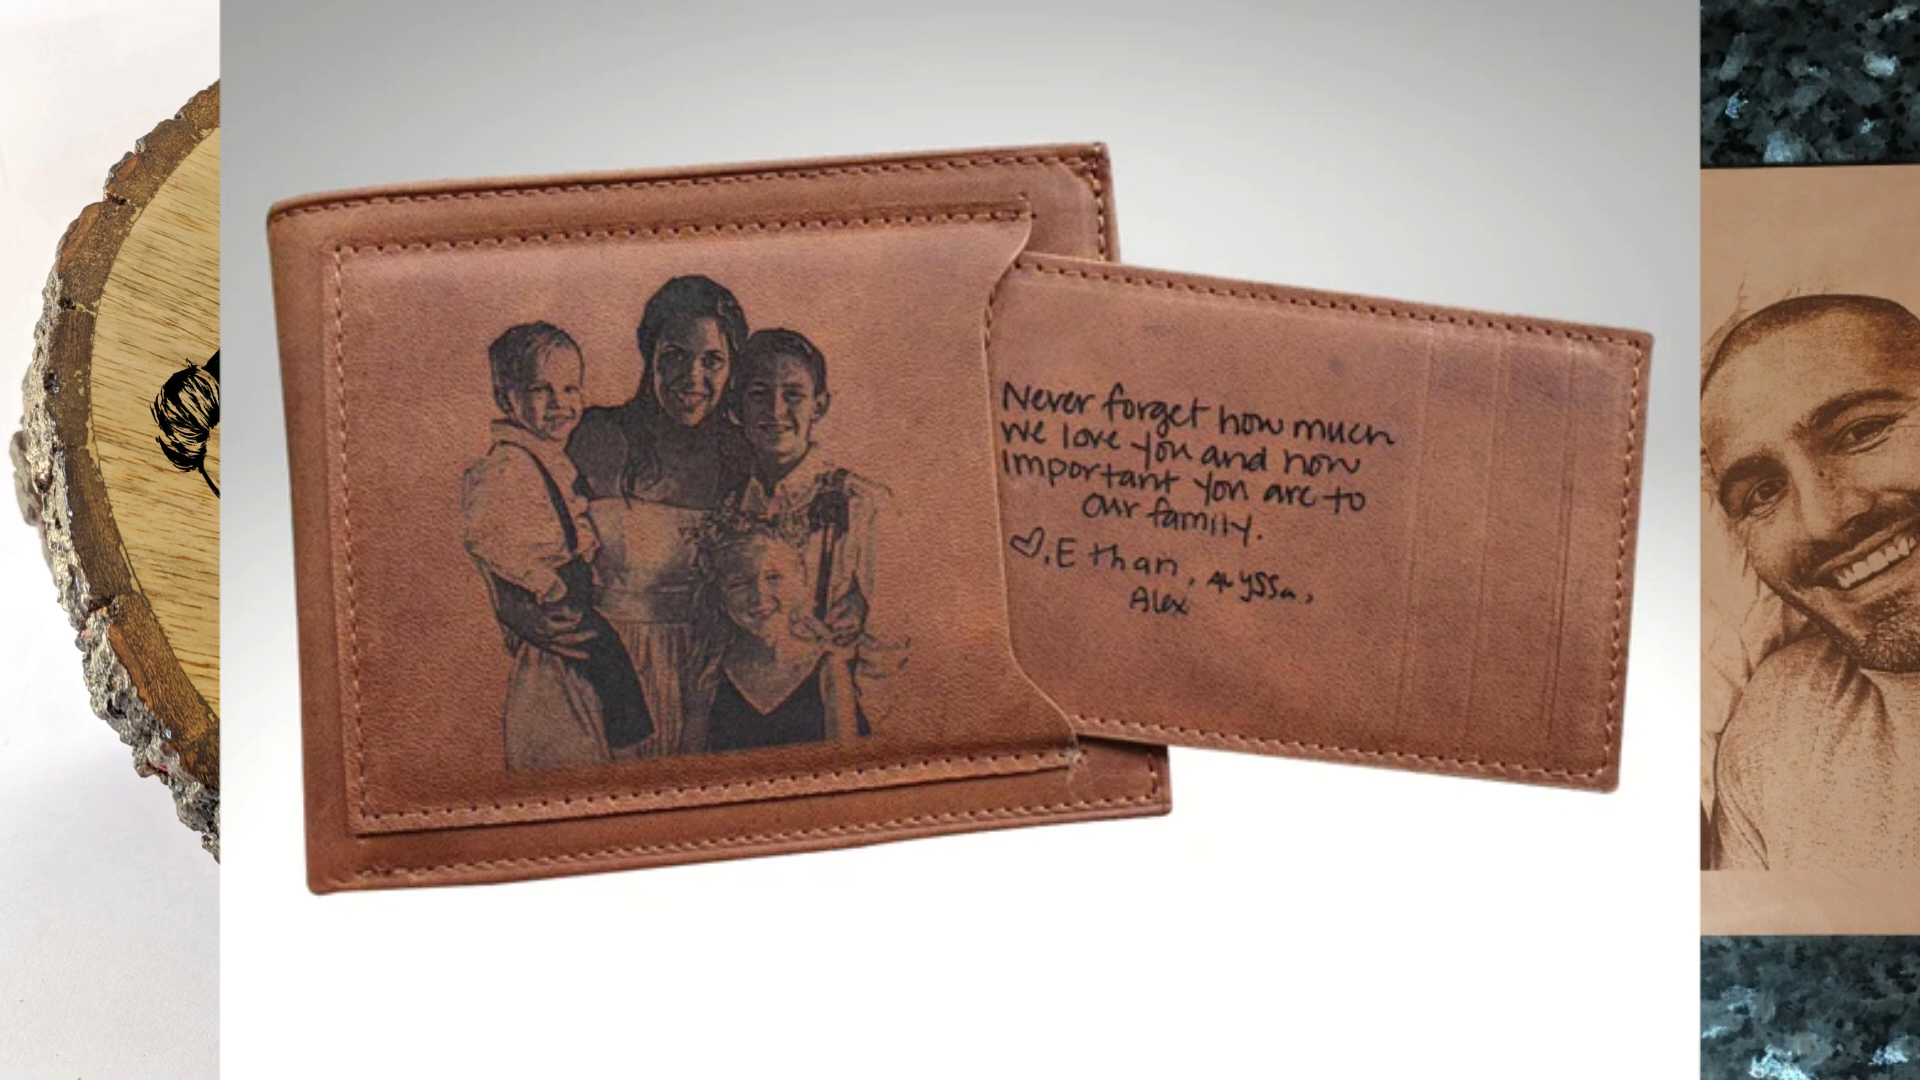 Never forget how much
we love you and how
important you are to
our family.
♡, Ethan, Alyssa,
Alex